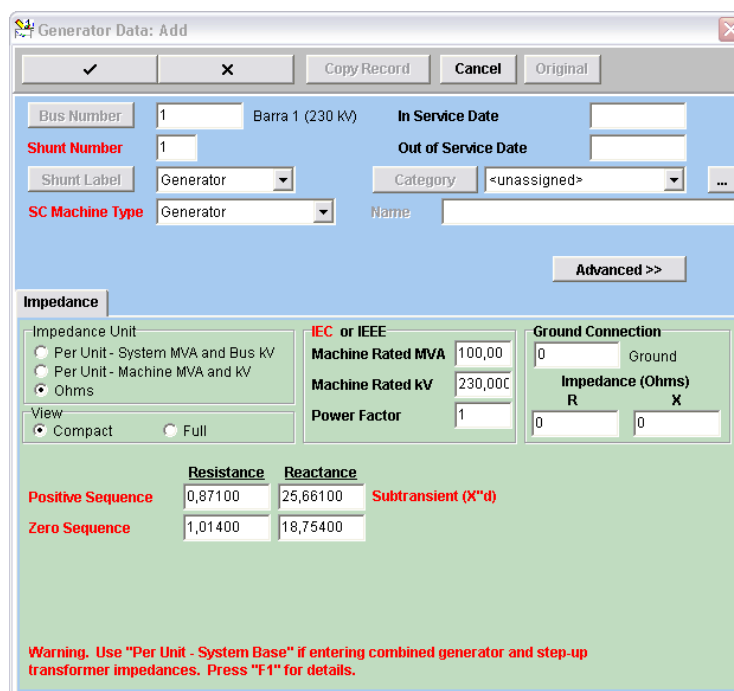 Generator Data: Add
✓ × Copy Record Cancel Original
Bus Number 1 Barra 1 (230 kV) In Service Date
Shunt Number 1 Out of Service Date
Shunt Label Generator Category <unassigned> ...
SC Machine Type Generator Name
Advanced >>
Impedance
Impedance Unit
Per Unit - System MVA and Bus kV
Per Unit - Machine MVA and kV
Ohms
View
Compact Full
IEC or IEEE
Machine Rated MVA 100,00
Machine Rated kV 230,000
Power Factor 1
Ground Connection
0 Ground
Impedance (Ohms)
R X
0 0
Resistance Reactance
Positive Sequence 0,87100 25,66100 Subtransient (X"d)
Zero Sequence 1,01400 18,75400
Warning. Use "Per Unit - System Base" if entering combined generator and step-up
transformer impedances. Press "F1" for details.